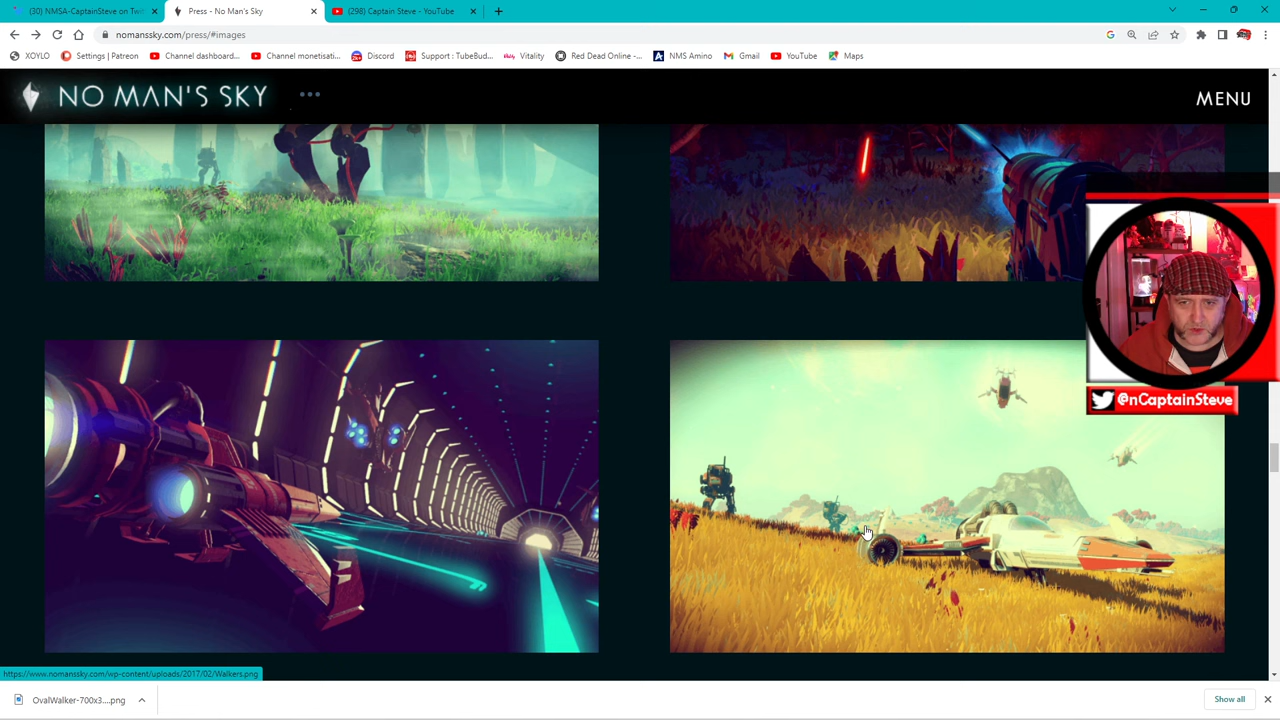 (30) NMSA-CaptainSteve on Twi
Press - No Man's Sky
(298) Captain Steve - YouTube
nomanssky.com/press/#images
XOYLO
Settings | Patreon
Channel dashboard...
Channel monetisati...
Discord
Support : TubeBud...
Vitality
Red Dead Online -...
NMS Amino
Gmail
YouTube
Maps
NO MAN'S SKY
MENU
@nCaptainSteve
https://www.nomanssky.com/wp-content/uploads/2017/02/Walkers.png
OvalWalker-700x3....png
Show all